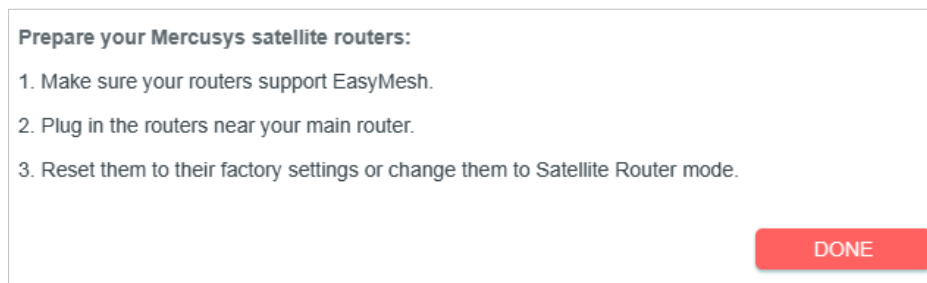 Prepare your Mercusys satellite routers:
1. Make sure your routers support EasyMesh.
2. Plug in the routers near your main router.
3. Reset them to their factory settings or change them to Satellite Router mode.
DONE